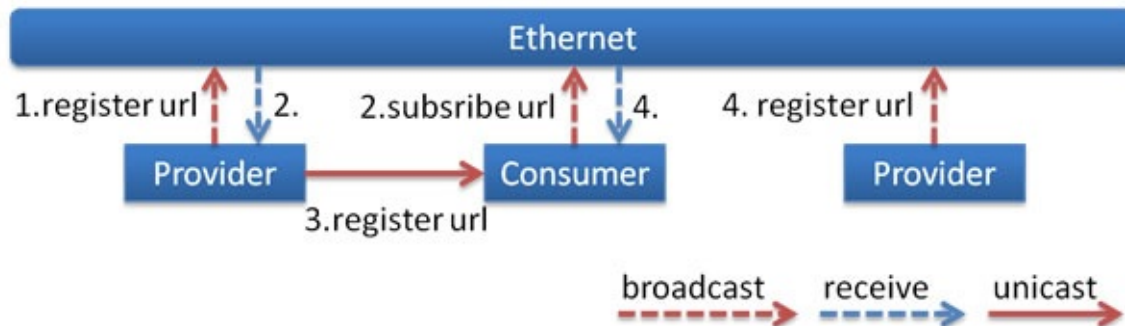 Ethernet
1.register url
2.
2.subsribe url
4.
4. register url
Provider
Consumer
Provider
3.register url
broadcast
receive
unicast